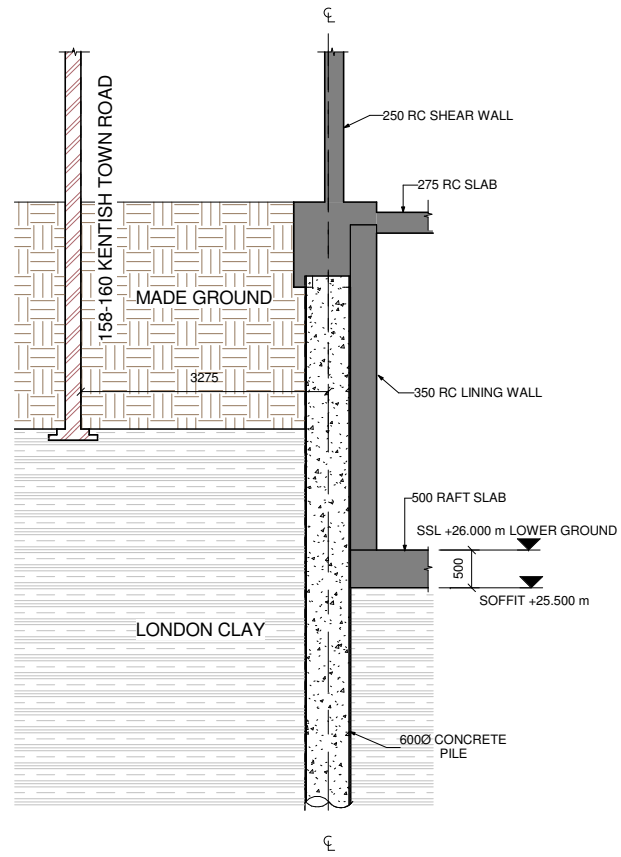 ℄
250 RC SHEAR WALL
275 RC SLAB
158-160 KENTISH TOWN ROAD
MADE GROUND
3275
350 RC LINING WALL
500 RAFT SLAB
SSL +26.000 m LOWER GROUND
500
SOFFIT +25.500 m
LONDON CLAY
600Ø CONCRETE
PILE
℄